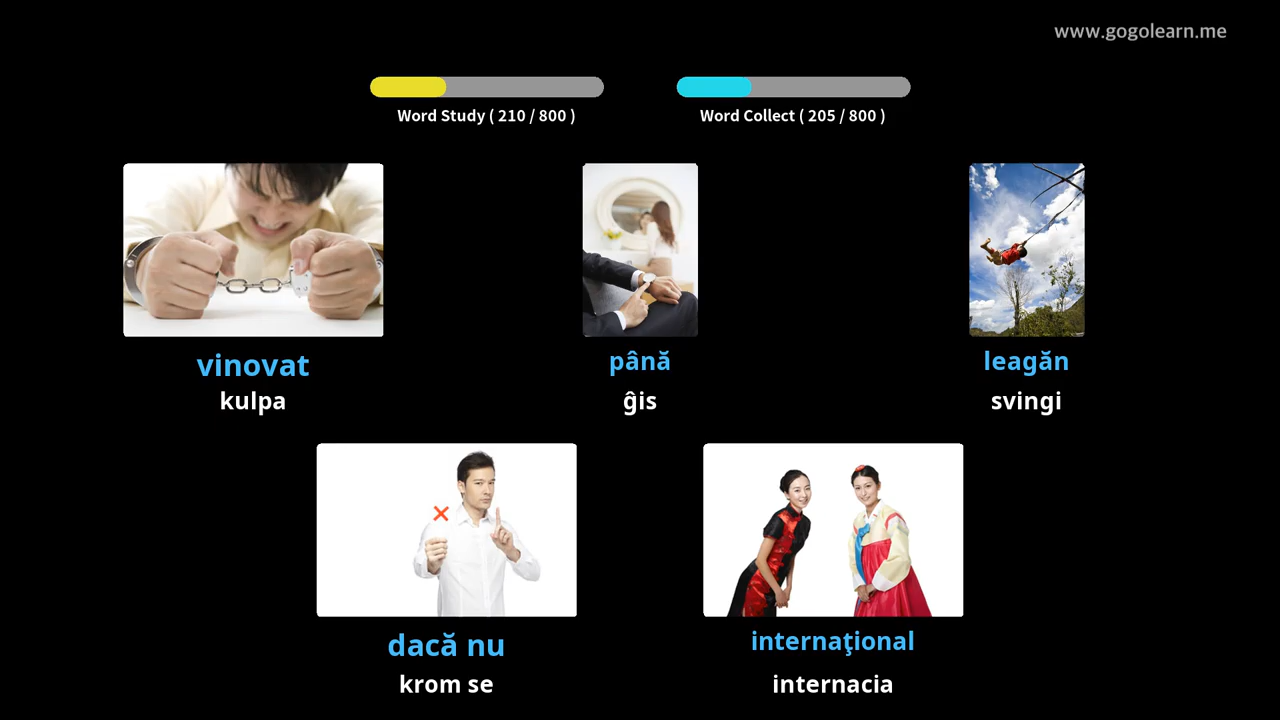 www.gogolearn.me
Word Study ( 210 / 800 )
Word Collect ( 205 / 800 )
vinovat
kulpa
până
ĝis
leagăn
svingi
dacă nu
krom se
internaţional
internacia